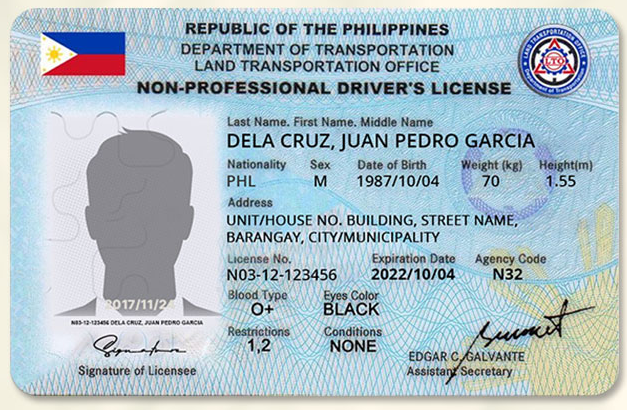 REPUBLIC OF THE PHILIPPINES
DEPARTMENT OF TRANSPORTATION
LAND TRANSPORTATION OFFICE
NON-PROFESSIONAL DRIVER'S LICENSE
LAND TRANSPORTATION OFFICE
LTO
Department of Transportation
Last Name. First Name. Middle Name
DELA CRUZ, JUAN PEDRO GARCIA
Nationality Sex Date of Birth Weight (kg) Height(m)
PHL M 1987/10/04 70 1.55
Address
UNIT/HOUSE NO. BUILDING, STREET NAME,
BARANGAY, CITY/MUNICIPALITY
License No. Expiration Date Agency Code
N03-12-123456 2022/10/04 N32
Blood Type Eyes Color
O+ BLACK
Restrictions Conditions
1,2 NONE
2017/11/24
N03-12-123456 DELA CRUZ, JUAN PEDRO GARCIA
Signature
Signature of Licensee
EDGAR C. GALVANTE
Assistant Secretary